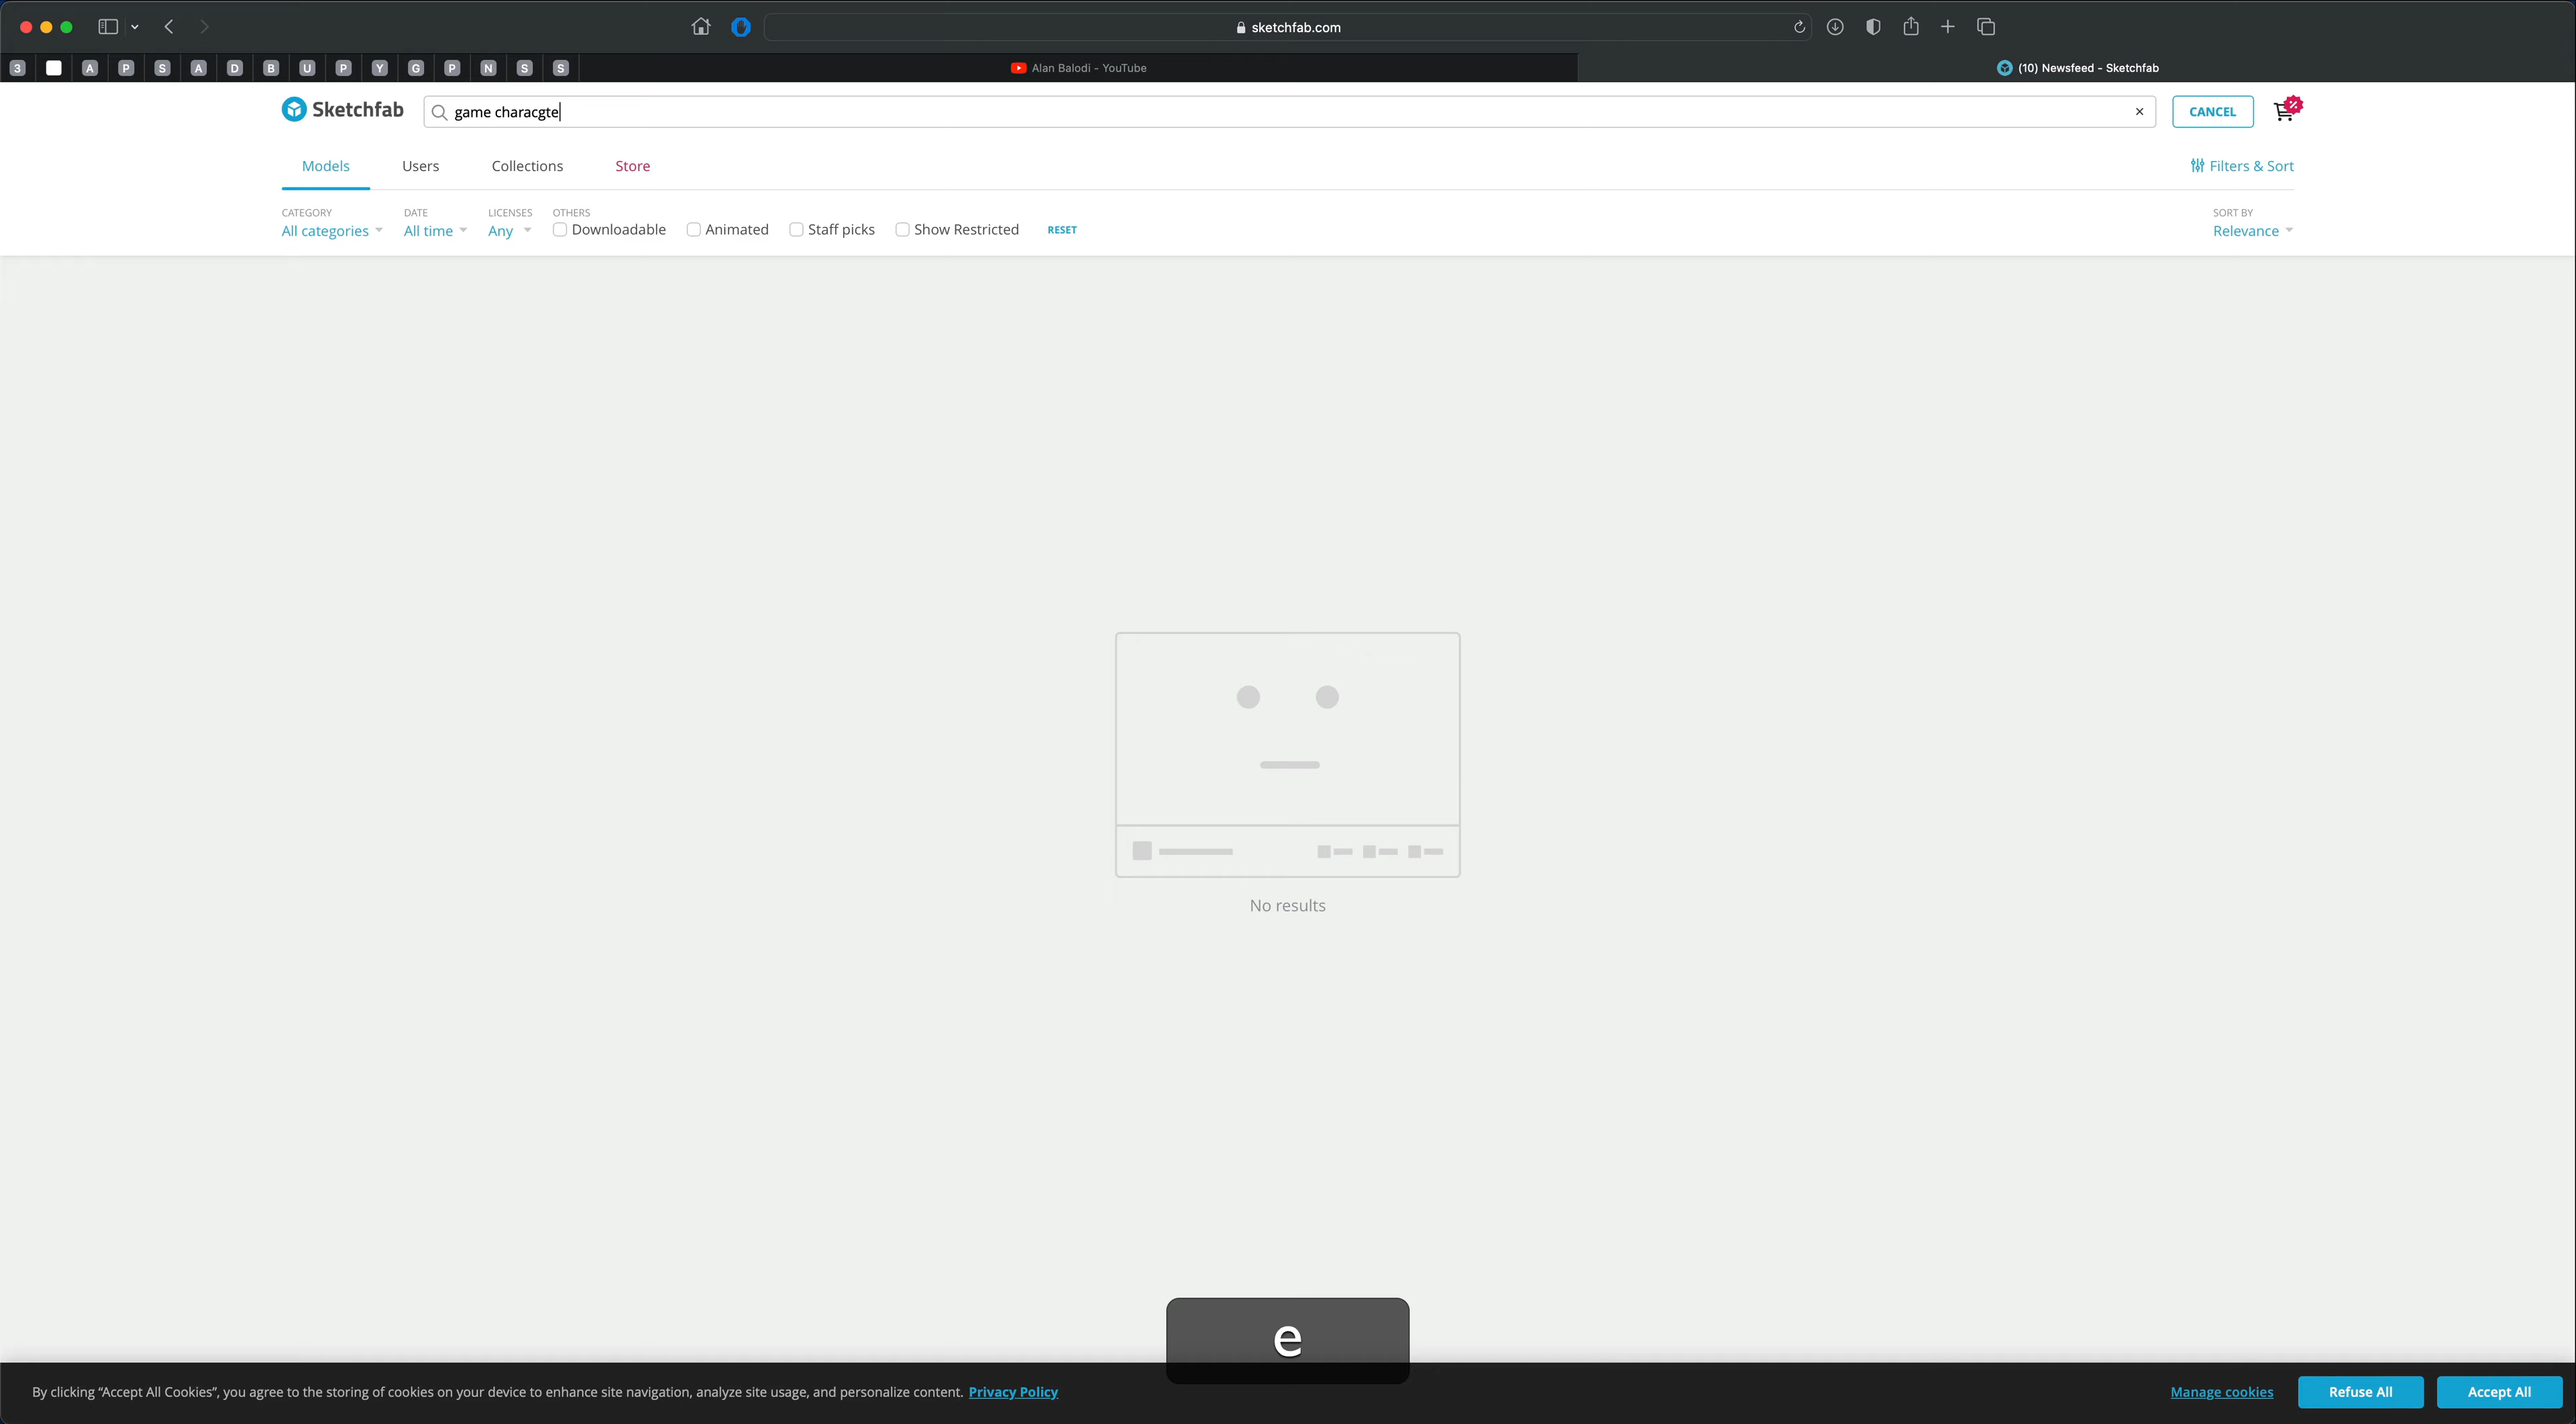 sketchfab.com
3 A P S A D B U P Y G P N S S Alan Balodi - YouTube (10) Newsfeed - Sketchfab
Sketchfab game characgte CANCEL
Models Users Collections Store Filters & Sort
CATEGORY DATE LICENSES OTHERS SORT BY
All categories All time Any Downloadable Animated Staff picks Show Restricted RESET Relevance
No results
e
By clicking “Accept All Cookies”, you agree to the storing of cookies on your device to enhance site navigation, analyze site usage, and personalize content. Privacy Policy Manage cookies Refuse All Accept All